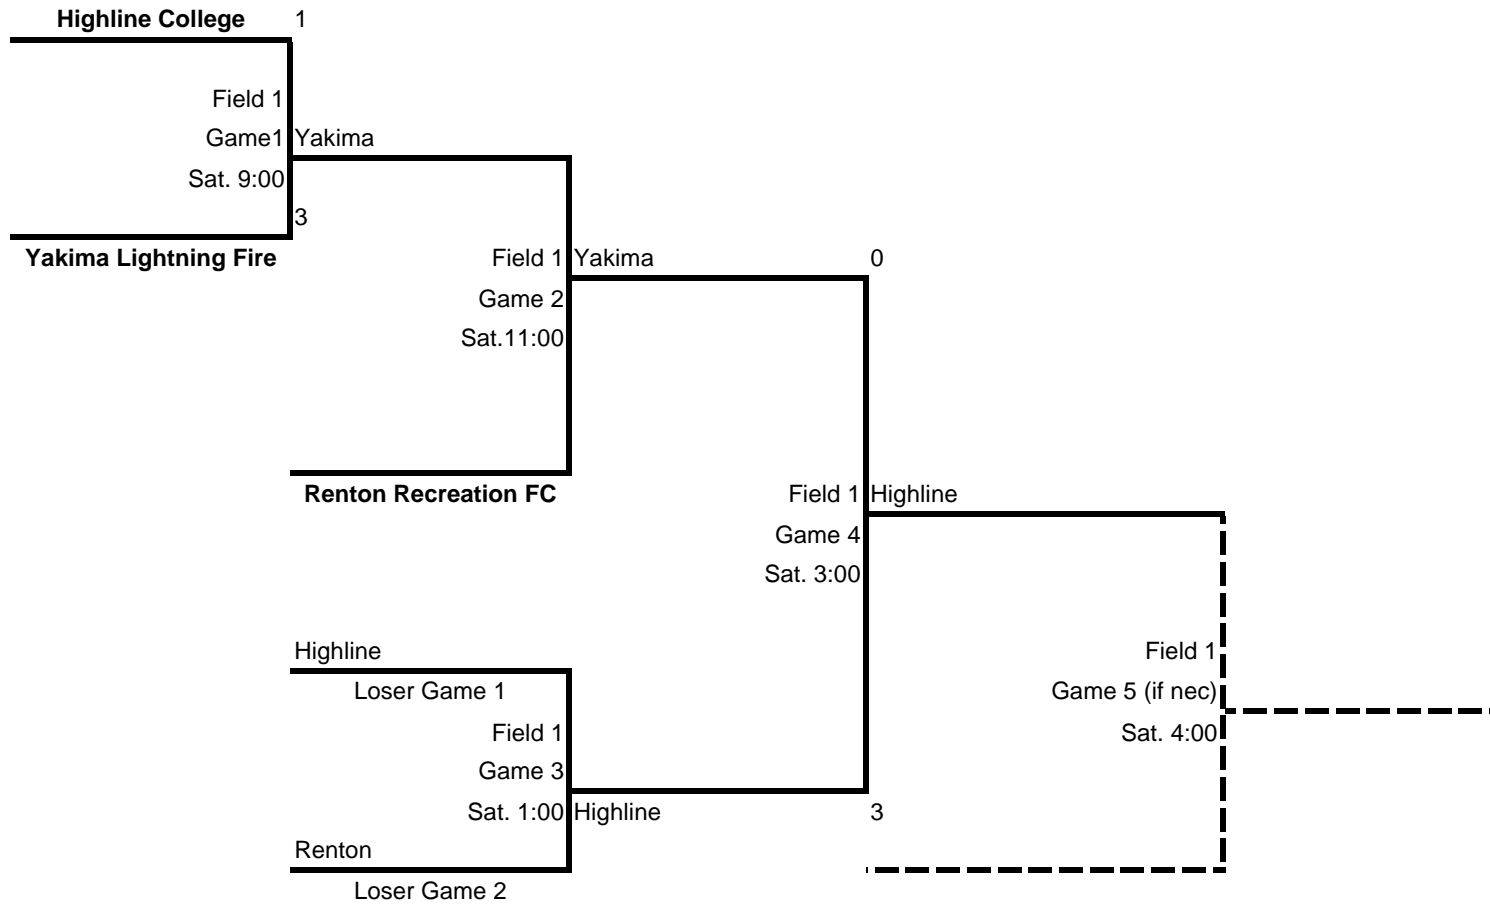 Highline College 1
Field 1
Game1 Yakima
Sat. 9:00
3
Yakima Lightning Fire
Field 1 Yakima 0
Game 2
Sat.11:00
Renton Recreation FC
Field 1 Highline
Game 4
Sat. 3:00
Highline
Loser Game 1
Field 1
Game 3
Sat. 1:00 Highline 3
Renton
Loser Game 2
Field 1
Game 5 (if nec)
Sat. 4:00